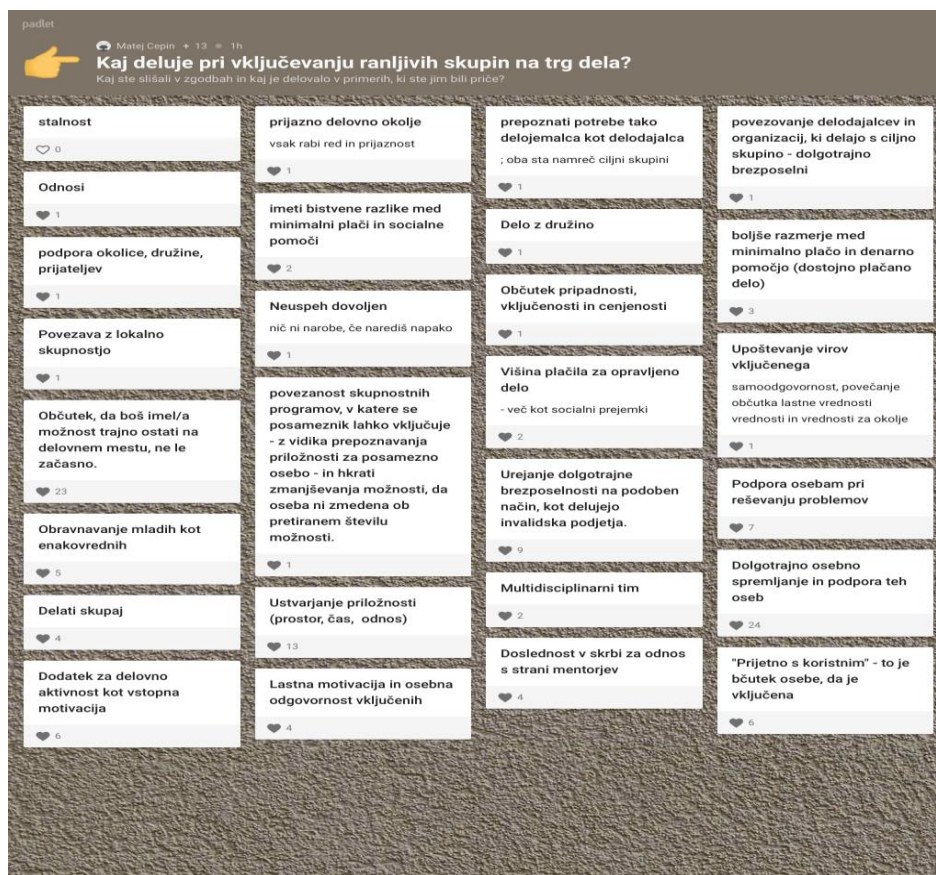 padlet
Matej Cepin + 13 • 1h
Kaj deluje pri vključevanju ranljivih skupin na trg dela?
Kaj ste slišali v zgodbah in kaj je delovalo v primerih, ki ste jim bili priče?
stalnost
0
Odnosi
1
podpora okolice, družine,
prijateljev
1
Povezava z lokalno
skupnostjo
1
Občutek, da boš imel/a
možnost trajno ostati na
delovnem mestu, ne le
začasno.
23
Obravnavanje mladih kot
enakovrednih
5
Delati skupaj
4
Dodatek za delovno
aktivnost kot vstopna
motivacija
6
prijazno delovno okolje
vsak rabi red in prijaznost
1
imeti bistvene razlike med
minimalni plači in socialne
pomoči
2
Neuspeh dovoljen
nič ni narobe, če narediš napako
1
povezanost skupnostnih
programov, v katere se
posameznik lahko vključuje
- z vidika prepoznavanja
priložnosti za posamezno
osebo - in hkrati
zmanjševanja možnosti, da
oseba ni zmedena ob
pretiranem številu
možnosti.
1
Ustvarjanje priložnosti
(prostor, čas, odnos)
13
Lastna motivacija in osebna
odgovornost vključenih
4
prepoznati potrebe tako
delojemalca kot delodajalca
; oba sta namreč ciljni skupini
1
Delo z družino
1
Občutek pripadnosti,
vključenosti in cenjenosti
1
Višina plačila za opravljeno
delo
- več kot socialni prejemki
2
Urejanje dolgotrajne
brezposelnosti na podoben
način, kot delujejo
invalidska podjetja.
9
Multidisciplinarni tim
2
Doslednost v skrbi za odnos
s strani mentorjev
4
povezovanje delodajalcev in
organizacij, ki delajo s ciljno
skupino - dolgotrajno
brezposelni
1
boljše razmerje med
minimalno plačo in denarno
pomočjo (dostojno plačano
delo)
3
Upoštevanje virov
vključenega
samoodgovornost, povečanje
občutka lastne vrednosti
vrednosti in vrednosti za okolje
1
Podpora osebam pri
reševanju problemov
7
Dolgotrajno osebno
spremljanje in podpora teh
oseb
24
"Prijetno s koristnim" - to je
bčutek osebe, da je
vključena
6